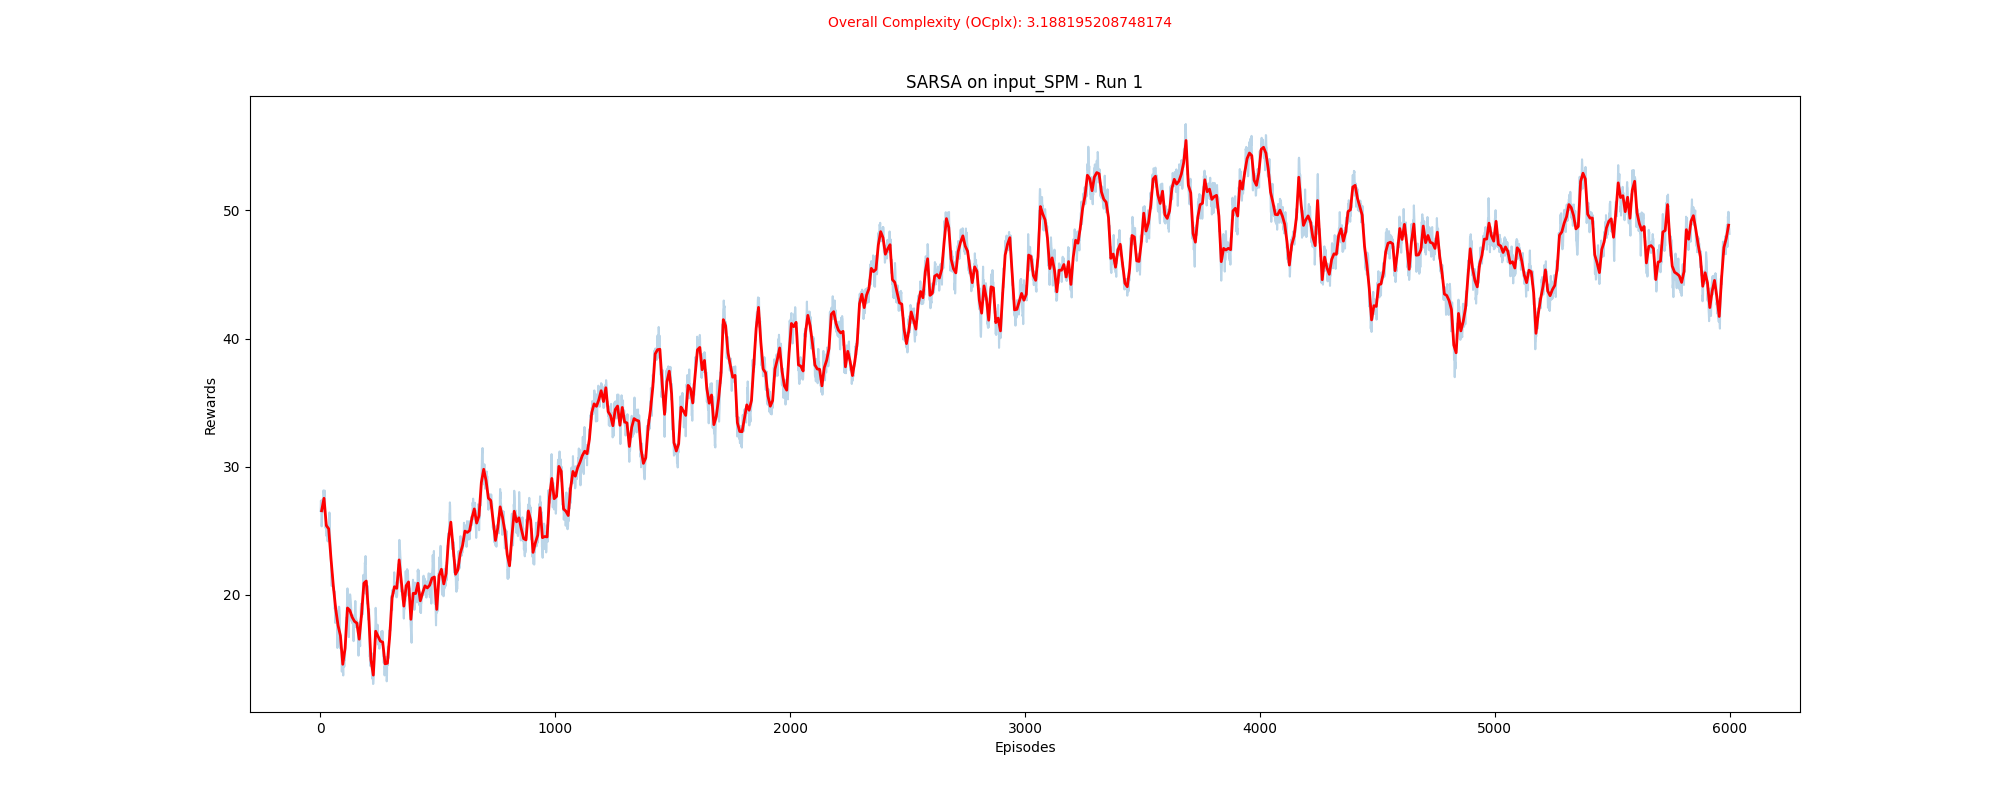 Overall Complexity (OCplx): 3.188195208748174
SARSA on input_SPM - Run 1
Rewards
50
40
30
20
0 1000 2000 3000 4000 5000 6000
Episodes